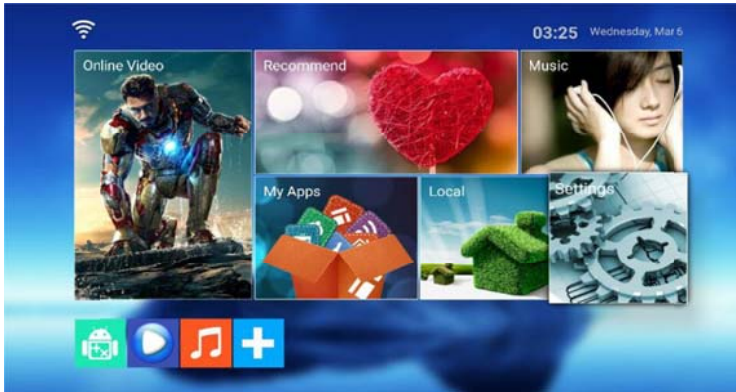 03:25 Wednesday, Mar 6
Online Video
Recommend
Music
My Apps
Local
Settings